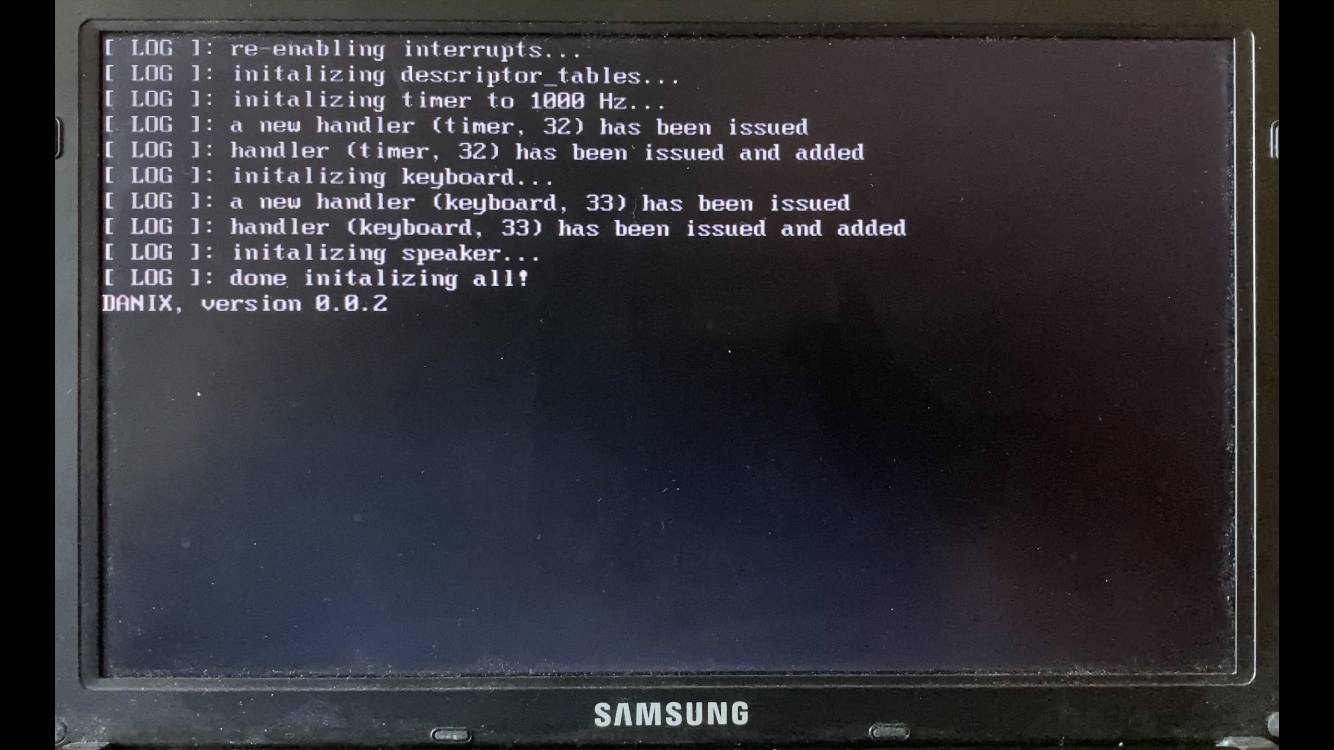 [ LOG ]: re-enabling interrupts...
[ LOG ]: initalizing descriptor_tables...
[ LOG ]: initalizing timer to 1000 Hz...
[ LOG ]: a new handler (timer, 32) has been issued
[ LOG ]: handler (timer, 32) has been issued and added
[ LOG ]: initalizing keyboard...
[ LOG ]: a new handler (keyboard, 33) has been issued
[ LOG ]: handler (keyboard, 33) has been issued and added
[ LOG ]: initalizing speaker...
[ LOG ]: done initalizing all!
DANIX, version 0.0.2
SAMSUNG